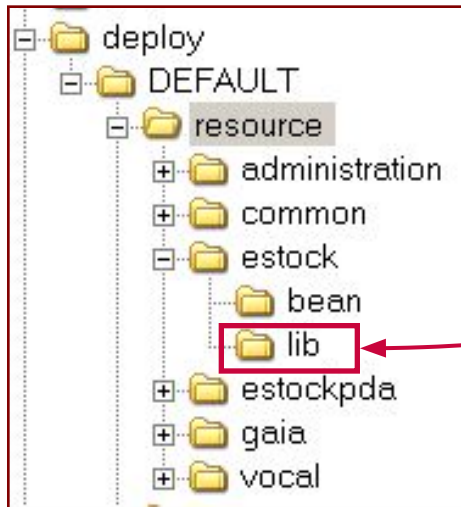 deploy
DEFAULT
resource
administration
common
estock
bean
lib
estockpda
gaia
vocal